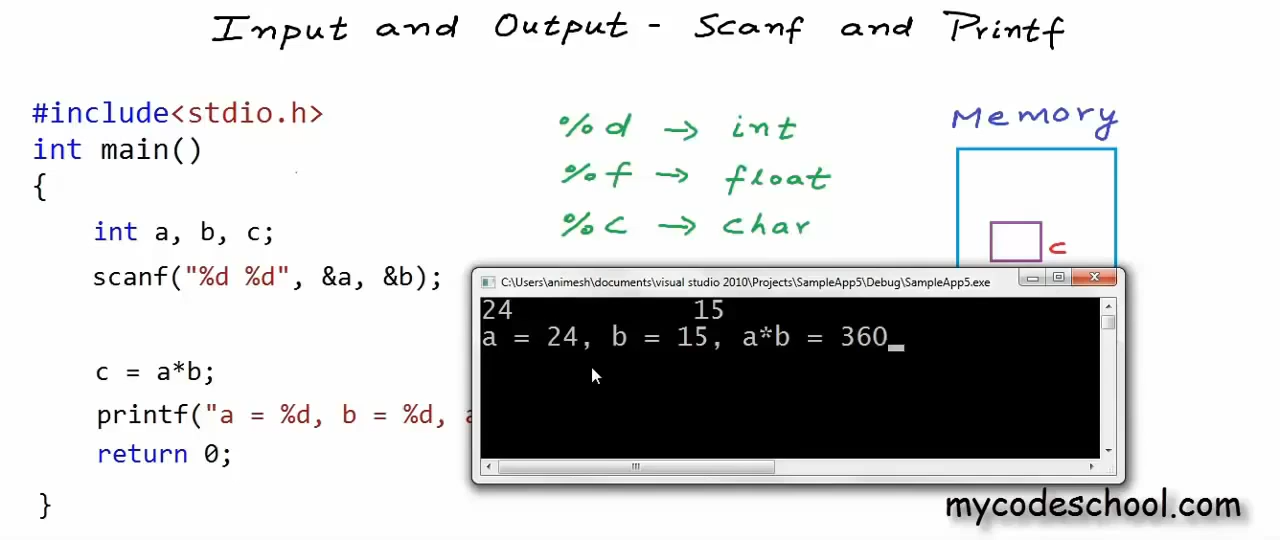 Input and Output - Scanf and Printf
#include<stdio.h>
int main()
{
int a, b, c;
scanf("%d %d", &a, &b);
c = a*b;
printf("a = %d, b = %d, a
return 0;
}
%d → int
%f → float
%c → char
Memory
c
C:\Users\animesh\documents\visual studio 2010\Projects\SampleApp5\Debug\SampleApp5.exe
24 15
a = 24, b = 15, a*b = 360_
mycodeschool.com